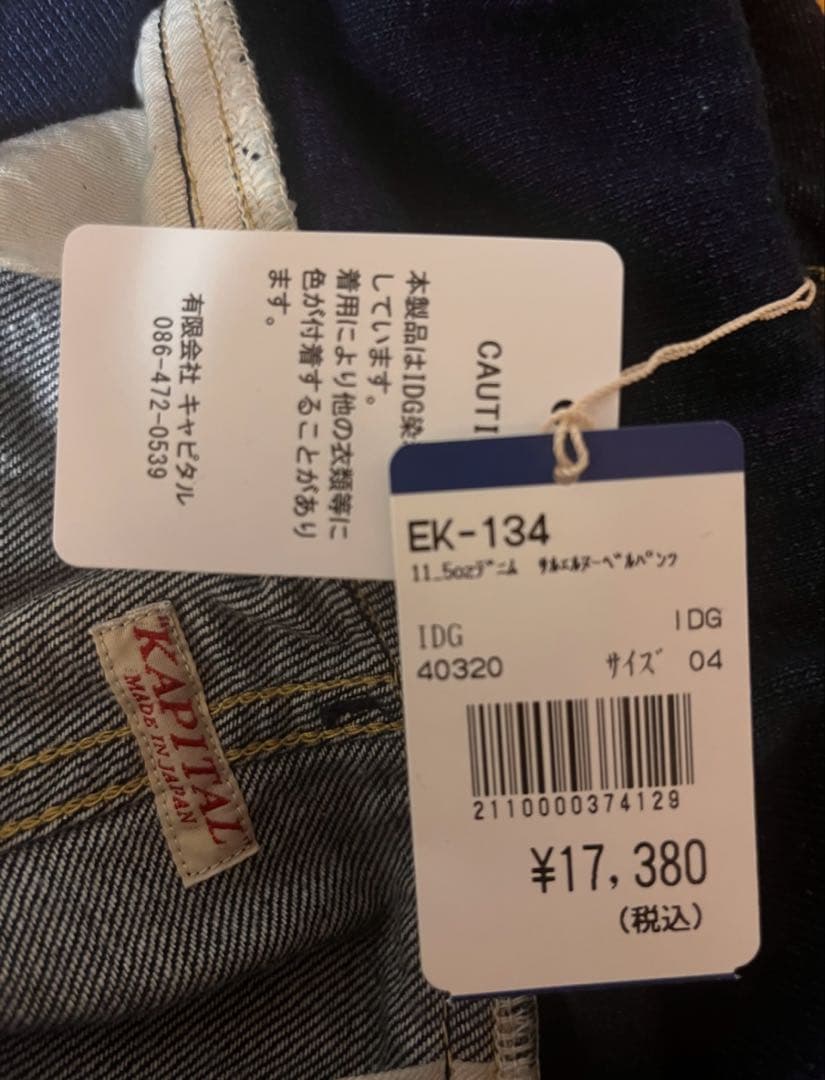 CAUTI
本製品はIDG染
しています。
着用により他の衣類等に
色が付着することがあり
ます。
有限会社 キャピタル
086-472-0539
EK-134
11_5ozﾃﾞﾆﾑ ｻﾙｴﾙﾇｰﾍﾞﾙﾊﾟﾝﾂ
IDG IDG
40320 サイズ 04
2110000374129
¥17,380
(税込)
"KAPITAL"
MADE IN JAPAN